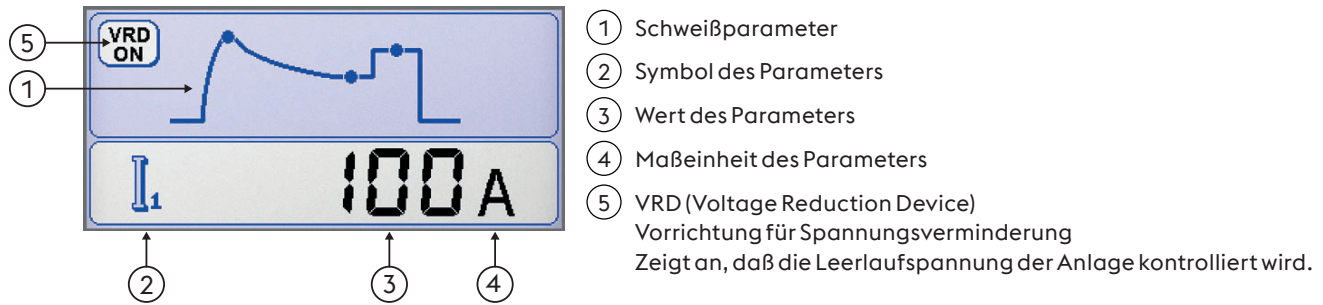 VRD
ON
5
1
I1
100 A
2
3
4
1 Schweißparameter
2 Symbol des Parameters
3 Wert des Parameters
4 Maßeinheit des Parameters
5 VRD (Voltage Reduction Device)
Vorrichtung für Spannungsverminderung
Zeigt an, daß die Leerlaufspannung der Anlage kontrolliert wird.